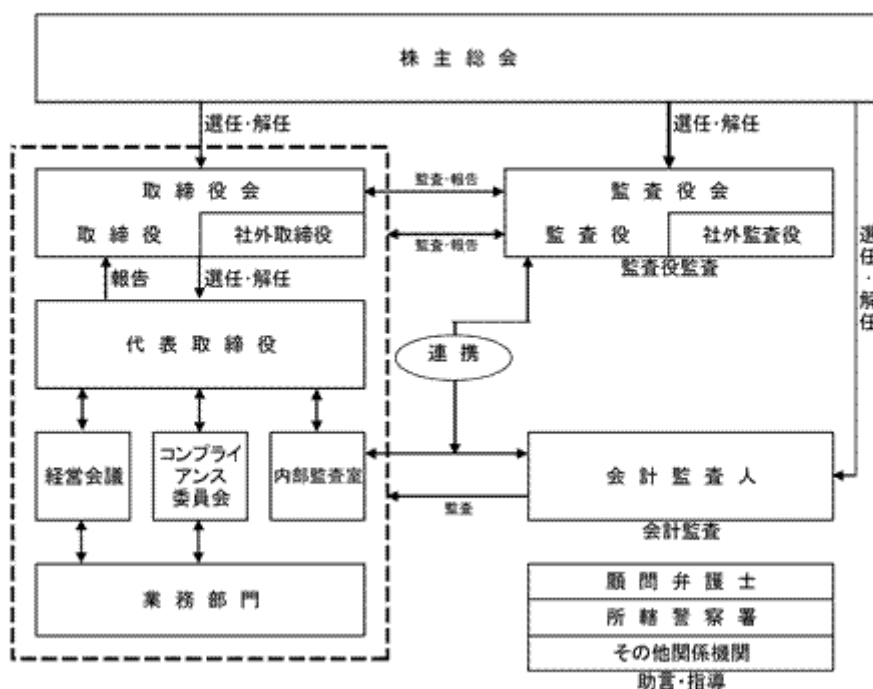 株主総会
選任・解任
選任・解任
取締役会
監査・報告
監査役会
取締役
社外取締役
監査・報告
監査役
社外監査役
監査役監査
選任・解任
報告
選任・解任
代表取締役
連携
経営会議
コンプライ
アンス
委員会
内部監査室
会計監査人
監査
会計監査
業務部門
顧問弁護士
所轄警察署
その他関係機関
助言・指導